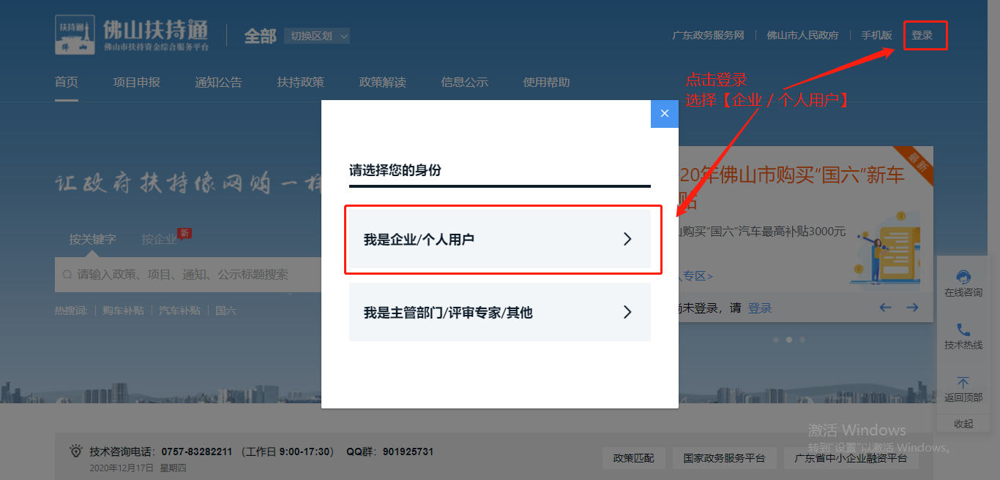 扶持通
佛山
佛山扶持通
佛山市扶持资金综合服务平台
全部
切换区划
广东政务服务网
佛山市人民政府
手机版
登录
首页
项目申报
通知公告
扶持政策
政策解读
信息公示
使用帮助
点击登录
选择【企业 / 个人用户】
请选择您的身份
我是企业/个人用户
我是主管部门/评审专家/其他
让政府扶持像网购一样
按关键字
按企业
新
请输入政策、项目、通知、公示标题搜索
热搜词:
购车补贴
汽车补贴
国六
最新
20年佛山市购买“国六”新车
贴
购买“国六”汽车最高补贴3000元
专区>
尚未登录，请 登录
在线咨询
技术热线
返回顶部
收起
激活 Windows
转到“设置”以激活 Windows。
技术咨询电话：0757-83282211 （工作日 9:00-17:30） QQ群：901925731
2020年12月17日 星期四
政策匹配
国家政务服务平台
广东省中小企业融资平台